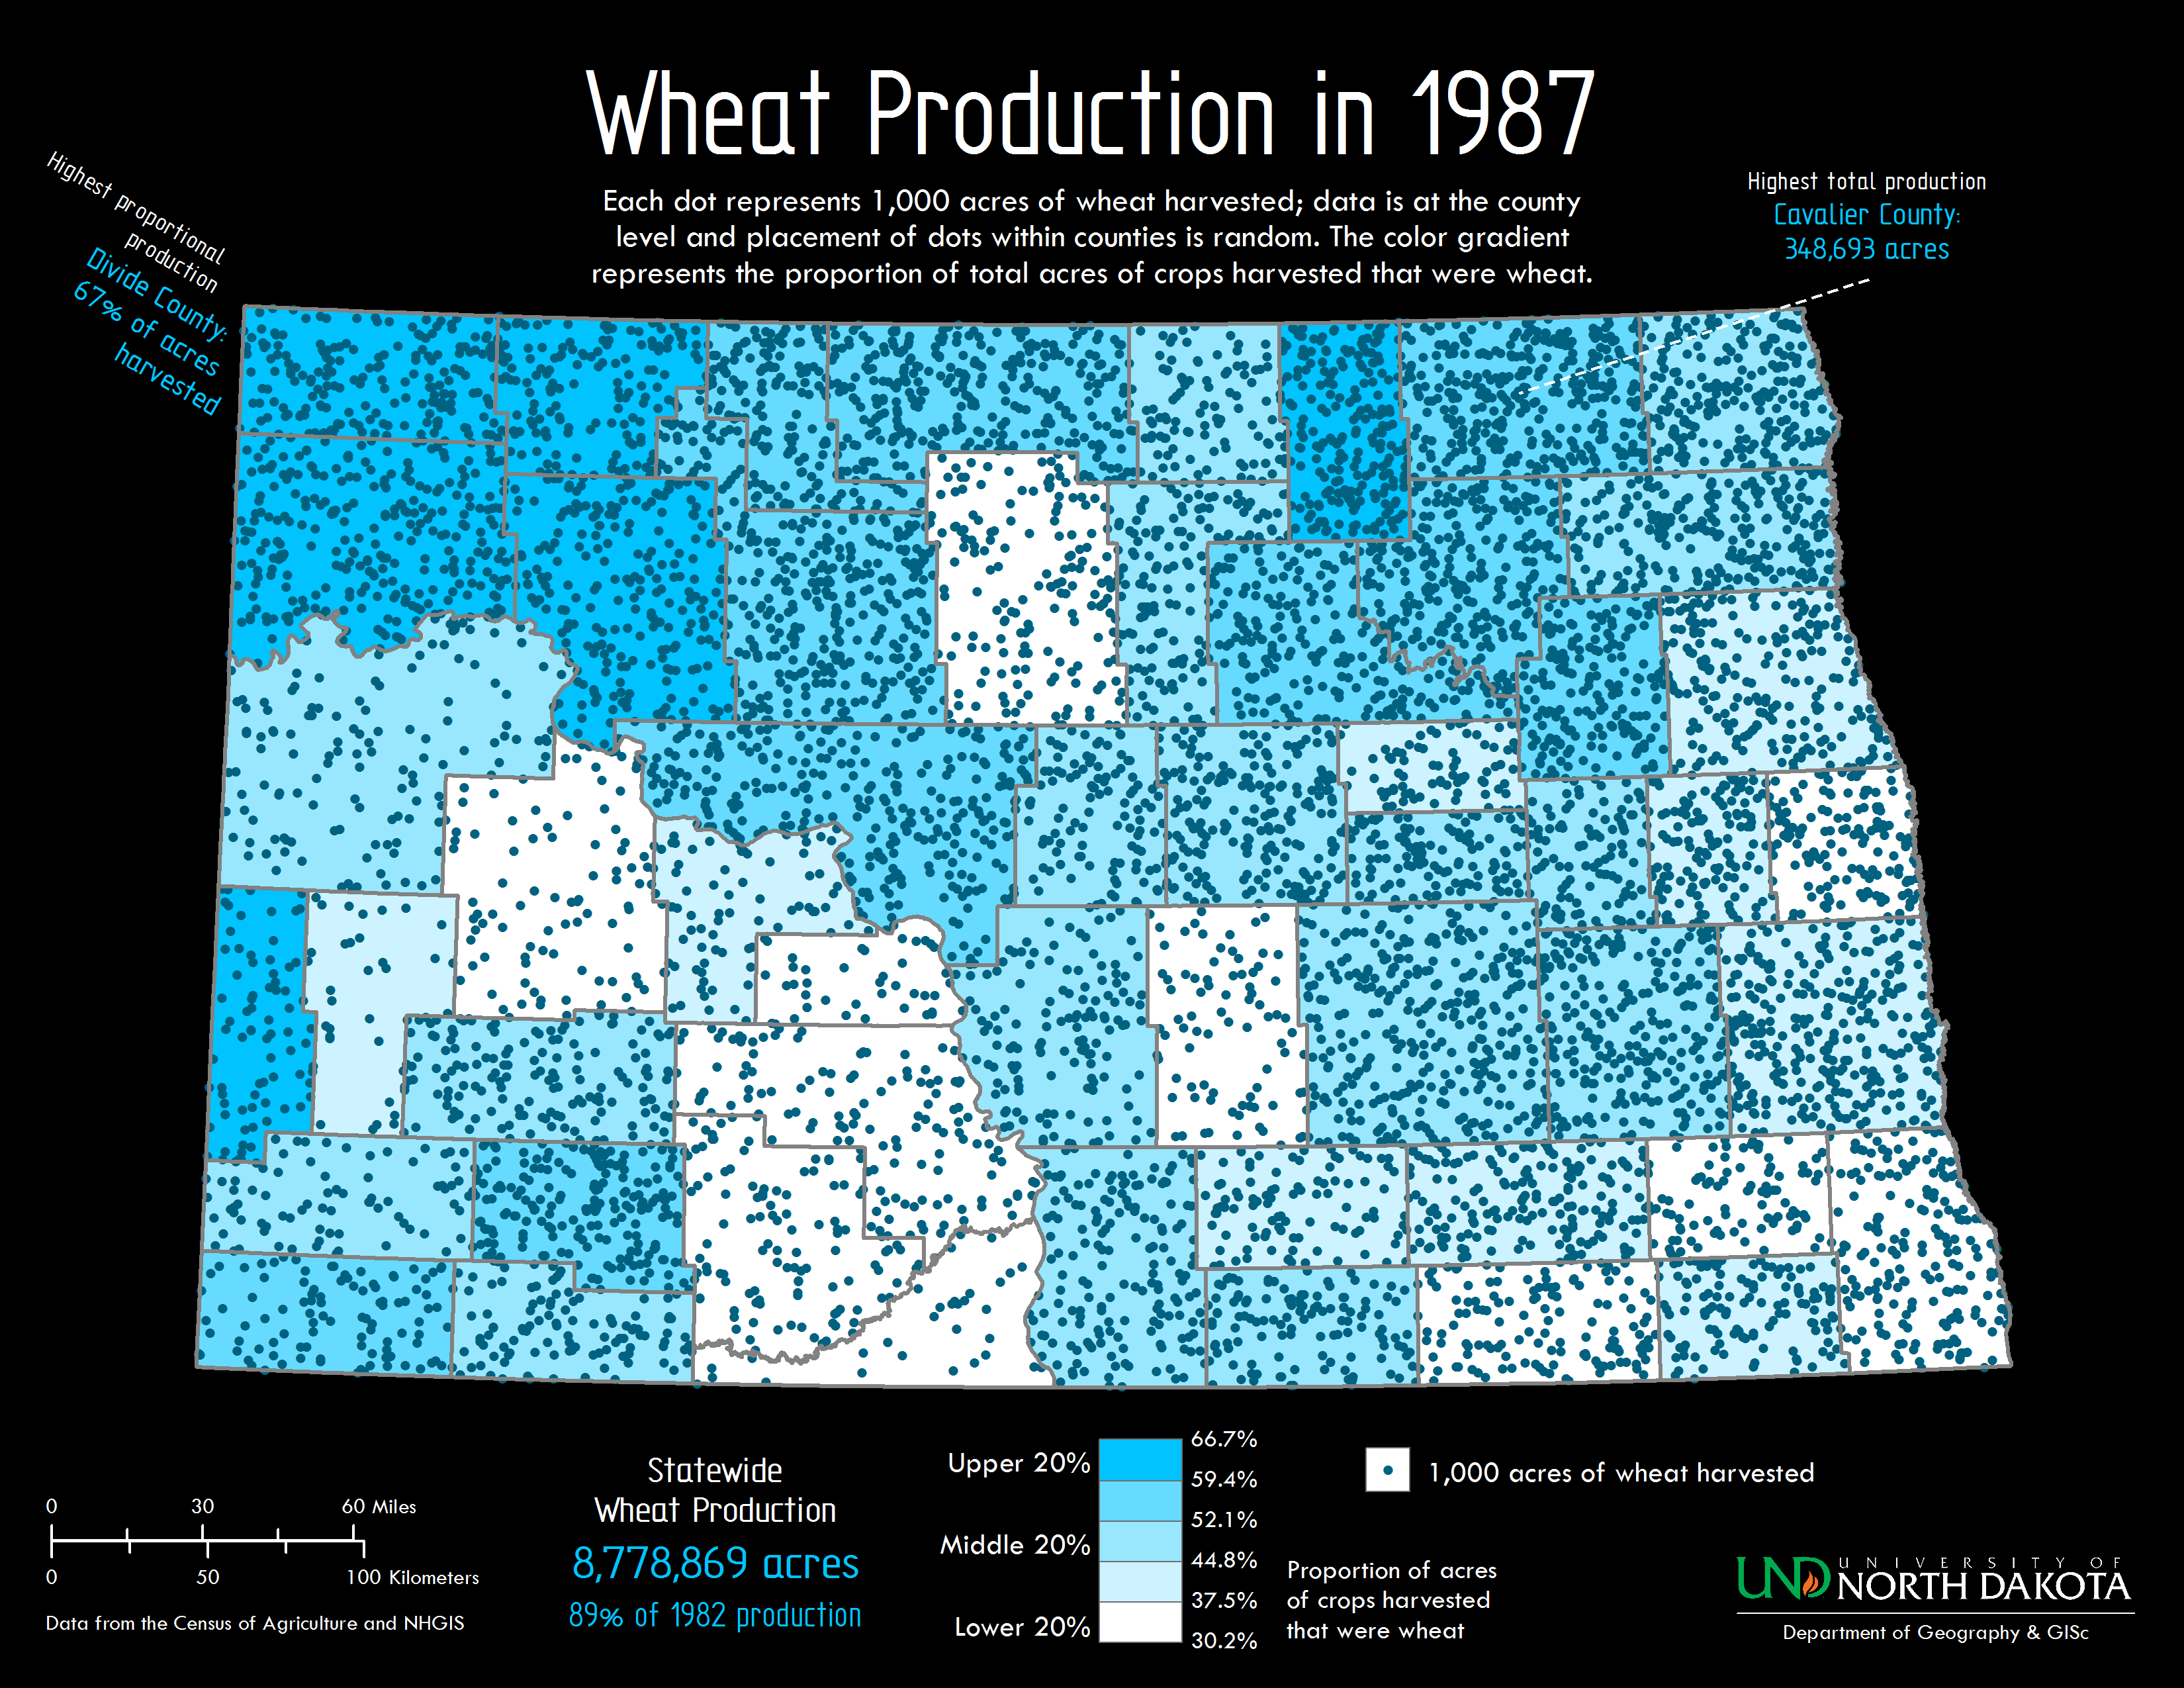 Wheat Production in 1987
Each dot represents 1,000 acres of wheat harvested; data is at the county
level and placement of dots within counties is random. The color gradient
represents the proportion of total acres of crops harvested that were wheat.
Highest proportional
production
Divide County:
67% of acres
harvested
Highest total production
Cavalier County:
348,693 acres
0 30 60 Miles
0 50 100 Kilometers
Data from the Census of Agriculture and NHGIS
Statewide
Wheat Production
8,778,869 acres
89% of 1982 production
Upper 20%
Middle 20%
Lower 20%
66.7%
59.4%
52.1%
44.8%
37.5%
30.2%
1,000 acres of wheat harvested
Proportion of acres
of crops harvested
that were wheat
UND
UNIVERSITY OF
NORTH DAKOTA
Department of Geography & GISc